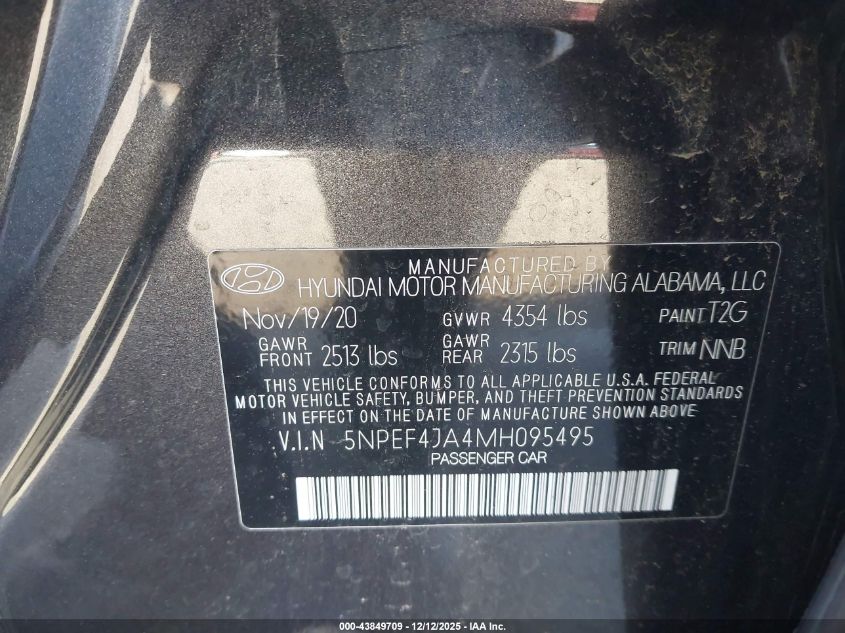 MANUFACTURED BY
HYUNDAI MOTOR MANUFACTURING ALABAMA, LLC
Nov/19/20 GVWR 4354 lbs PAINT T2G
GAWR FRONT 2513 lbs GAWR REAR 2315 lbs TRIM NNB
THIS VEHICLE CONFORMS TO ALL APPLICABLE U.S.A. FEDERAL
MOTOR VEHICLE SAFETY, BUMPER, AND THEFT PREVENTION STANDARDS
IN EFFECT ON THE DATE OF MANUFACTURE SHOWN ABOVE
V.I.N 5NPEF4JA4MH095495
PASSENGER CAR
000-43849709 - 12/12/2025 - IAA Inc.